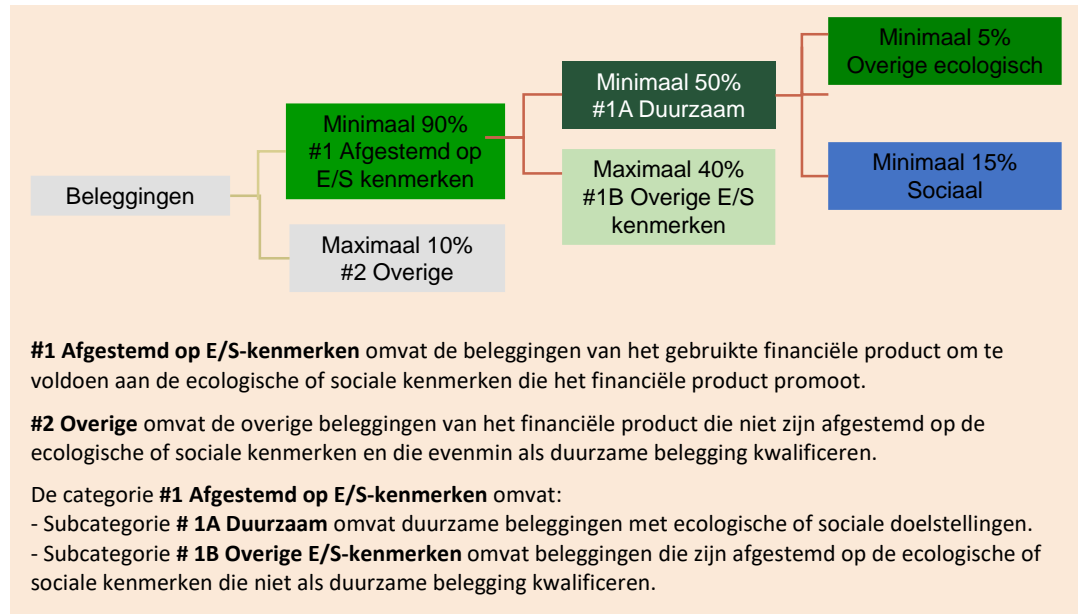 Beleggingen
Minimaal 90%
#1 Afgestemd op
E/S kenmerken
Maximaal 10%
#2 Overige
Minimaal 50%
#1A Duurzaam
Maximaal 40%
#1B Overige E/S
kenmerken
Minimaal 5%
Overige ecologisch
Minimaal 15%
Sociaal
#1 Afgestemd op E/S-kenmerken omvat de beleggingen van het gebruikte financiële product om te
voldoen aan de ecologische of sociale kenmerken die het financiële product promoot.
#2 Overige omvat de overige beleggingen van het financiële product die niet zijn afgestemd op de
ecologische of sociale kenmerken en die evenmin als duurzame belegging kwalificeren.
De categorie #1 Afgestemd op E/S-kenmerken omvat:
- Subcategorie # 1A Duurzaam omvat duurzame beleggingen met ecologische of sociale doelstellingen.
- Subcategorie # 1B Overige E/S-kenmerken omvat beleggingen die zijn afgestemd op de ecologische of
sociale kenmerken die niet als duurzame belegging kwalificeren.